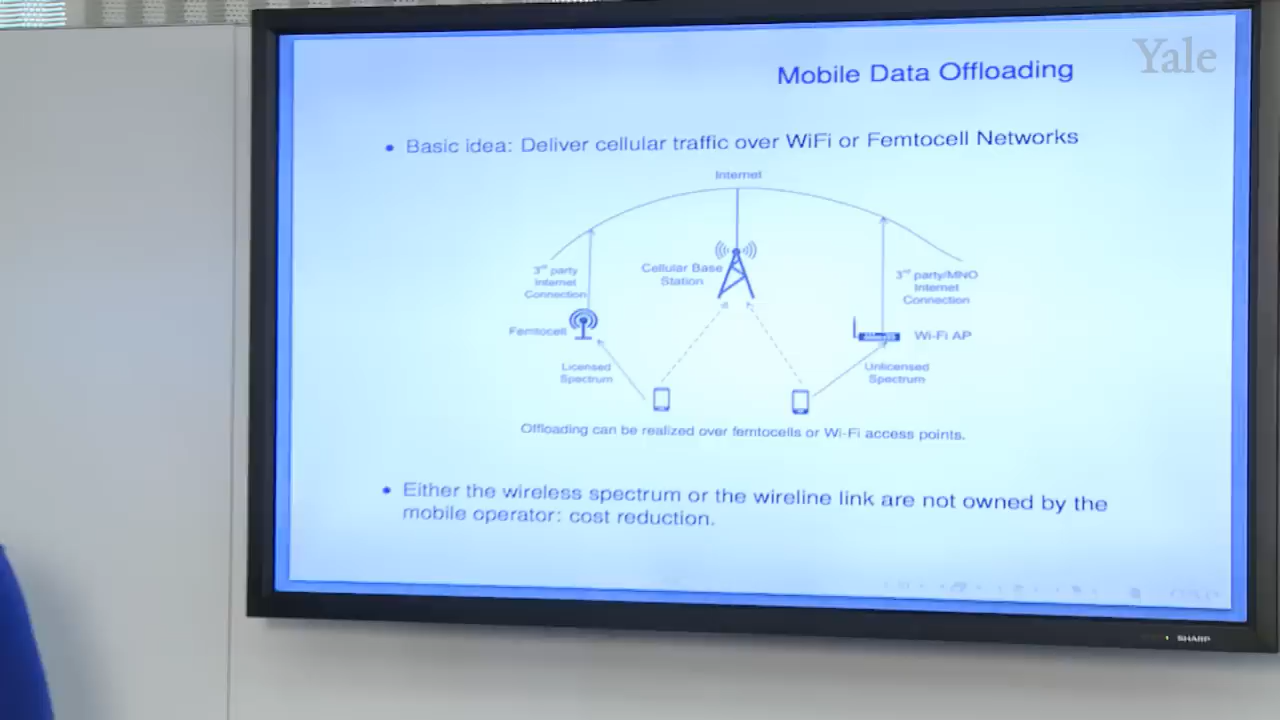 Yale
Mobile Data Offloading
• Basic idea: Deliver cellular traffic over WiFi or Femtocell Networks
Internet
Cellular Base
Station
3rd party
Internet
Connection
3rd party/MNO
Internet
Connection
Femtocell
Wi-Fi AP
Licensed
Spectrum
Unlicensed
Spectrum
Offloading can be realized over femtocells or Wi-Fi access points.
• Either the wireless spectrum or the wireline link are not owned by the
mobile operator: cost reduction.
SHARP